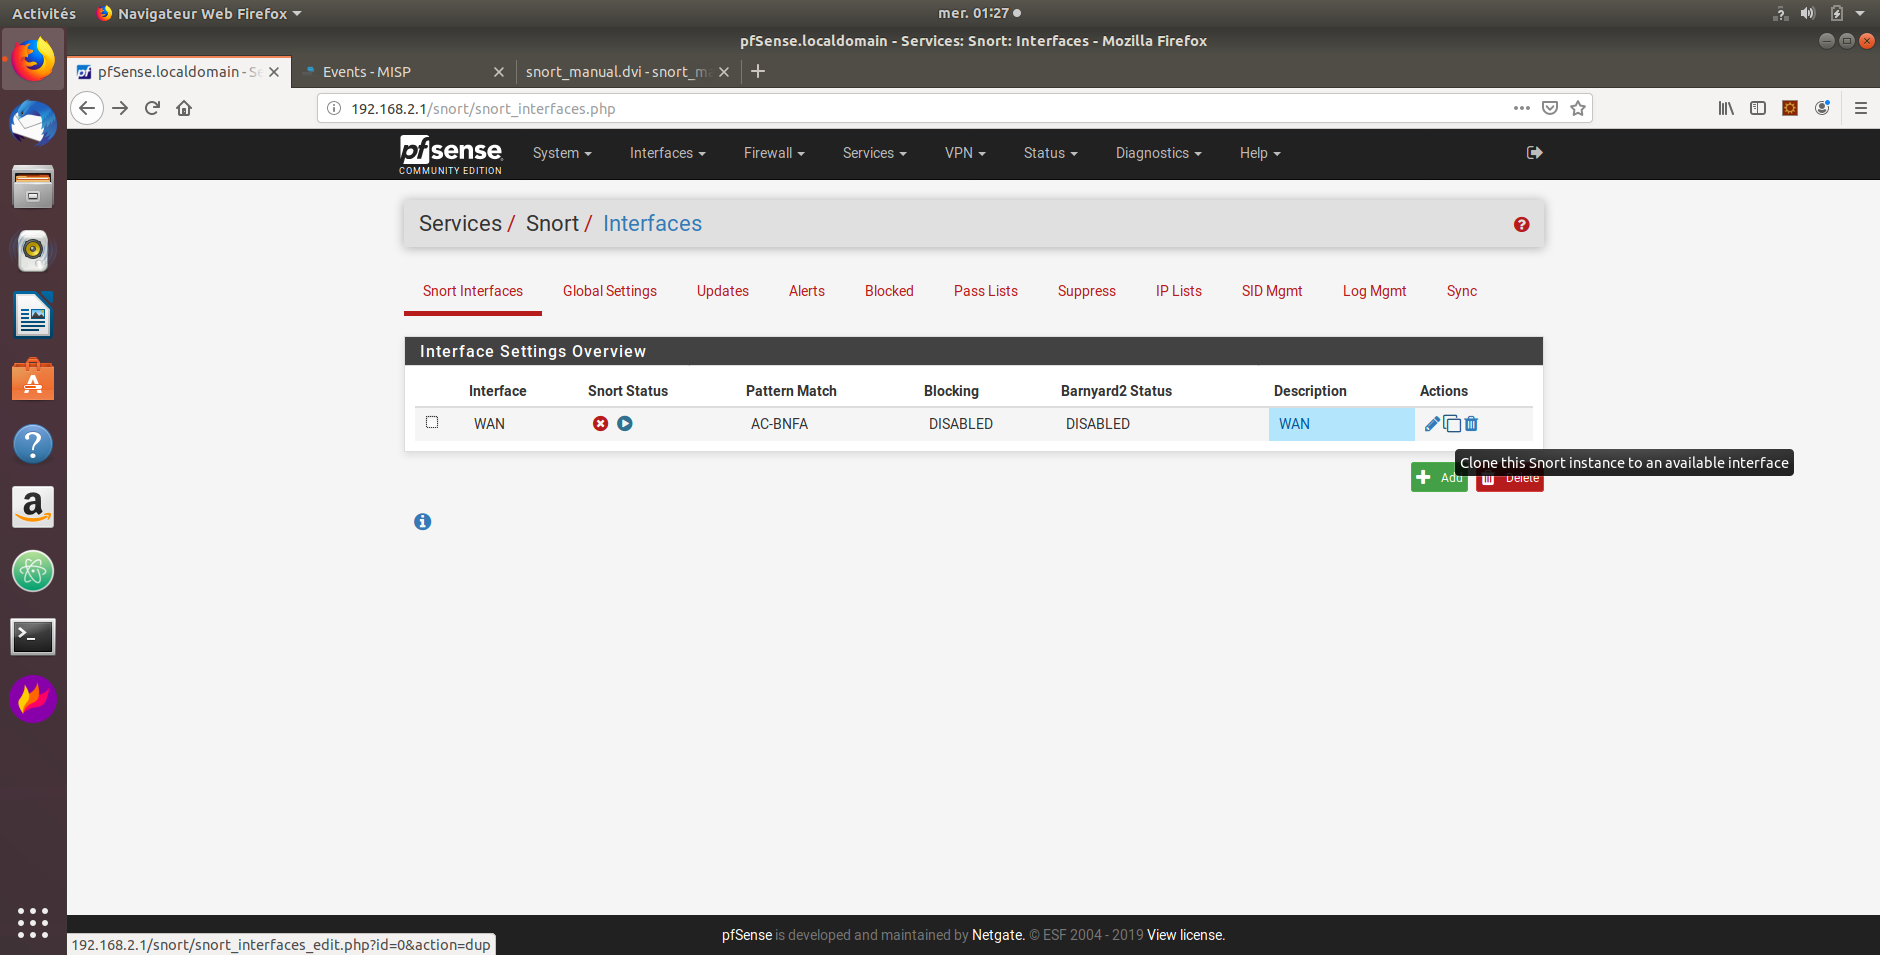 Activités Navigateur Web Firefox mer. 01:27
pfSense.localdomain - Services: Snort: Interfaces - Mozilla Firefox
pfSense.localdomain - Se Events - MISP snort_manual.dvi - snort_ma
192.168.2.1/snort/snort_interfaces.php
pfsense COMMUNITY EDITION System Interfaces Firewall Services VPN Status Diagnostics Help
Services / Snort / Interfaces
Snort Interfaces Global Settings Updates Alerts Blocked Pass Lists Suppress IP Lists SID Mgmt Log Mgmt Sync
Interface Settings Overview
Interface Snort Status Pattern Match Blocking Barnyard2 Status Description Actions
WAN AC-BNFA DISABLED DISABLED WAN
Clone this Snort instance to an available interface
Add Delete
192.168.2.1/snort/snort_interfaces_edit.php?id=0&action=dup
pfSense is developed and maintained by Netgate. © ESF 2004 - 2019 View license.